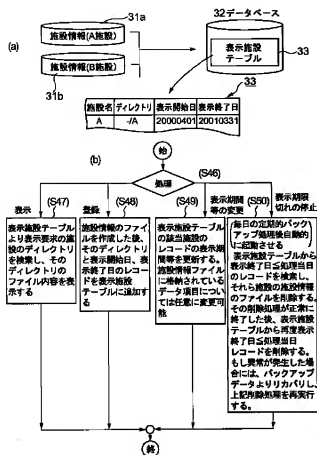 (a)
31a
施設情報(A施設)
施設情報(B施設)
31b
32データベース
表示施設
テーブル
33
33
施設名 ディレクトリ 表示開始日 表示終了日
A -/A 20000401 20010331
始
(b)
処理
(S46)
表示 (S47)
表示施設テーブル
より表示要求の施
設のディレクトリ
を検索し、その
ディレクトリの
ファイル内容を表
示する
登録 (S48)
施設情報のファイ
ルを作成した後、
そのディレクトリ
と表示開始日、表
示終了日のレコー
ドを表示施設
テーブルに追加す
る
(S49)
表示期間
等の変更
表示施設テーブル
の該当施設の
レコードの表示期
間等を更新する。
施設情報ファイル
に格納されている
データ項目につい
ては任意に変更可
能
(S50)
表示期限
切れの停止
(毎日の定期的バック
アップ処理後自動的
に起動させる)
表示施設テーブルから
表示終了日≦処理当日
のレコードを検索し、そ
れら施設の施設情報
のファイルを削除する。
その削除処理が正常に
終了した後、表示施設
テーブルから再度表示
終了日≦処理当日
レコードを削除する。
もし異常が発生した場
合には、バックアップ
データよりリカバリし、
上記削除処理を再実行
する。
終